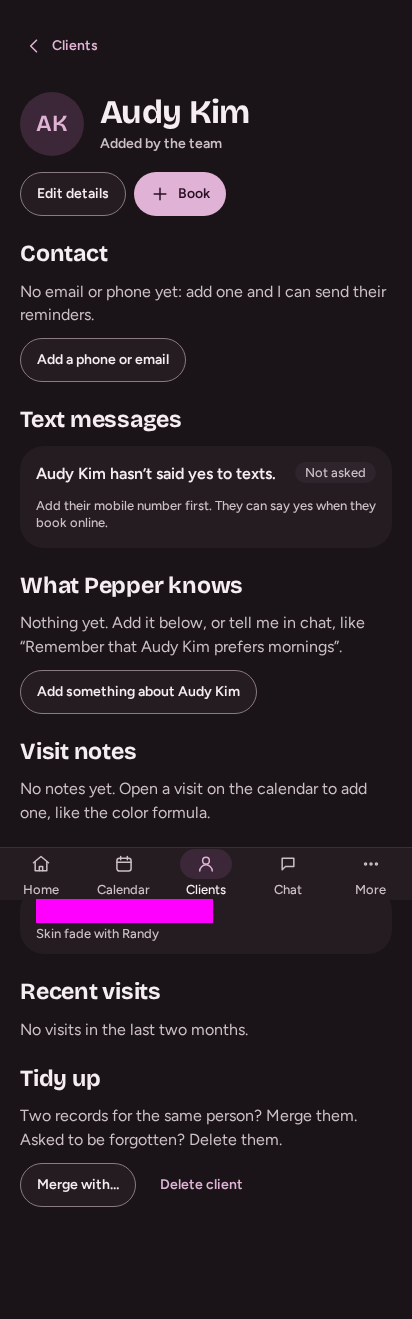 Clients
AK
Audy Kim
Added by the team
Edit details
Book
Contact
No email or phone yet: add one and I can send their
reminders.
Add a phone or email
Text messages
Audy Kim hasn’t said yes to texts.
Not asked
Add their mobile number first. They can say yes when they
book online.
What Pepper knows
Nothing yet. Add it below, or tell me in chat, like
“Remember that Audy Kim prefers mornings”.
Add something about Audy Kim
Visit notes
No notes yet. Open a visit on the calendar to add
one, like the color formula.
Home
Calendar
Clients
Chat
More
Skin fade with Randy
Recent visits
No visits in the last two months.
Tidy up
Two records for the same person? Merge them.
Asked to be forgotten? Delete them.
Merge with…
Delete client